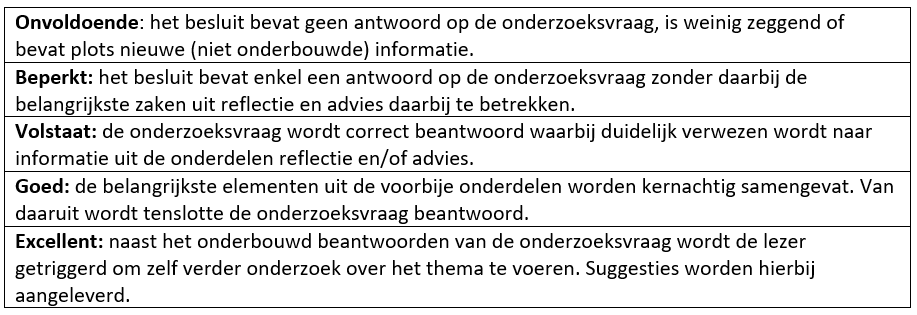 Onvoldoende: het besluit bevat geen antwoord op de onderzoeksvraag, is weinig zeggend of
bevat plots nieuwe (niet onderbouwde) informatie.
Beperkt: het besluit bevat enkel een antwoord op de onderzoeksvraag zonder daarbij de
belangrijkste zaken uit reflectie en advies daarbij te betrekken.
Volstaat: de onderzoeksvraag wordt correct beantwoord waarbij duidelijk verwezen wordt naar
informatie uit de onderdelen reflectie en/of advies.
Goed: de belangrijkste elementen uit de voorbije onderdelen worden kernachtig samengevat. Van
daaruit wordt tenslotte de onderzoeksvraag beantwoord.
Excellent: naast het onderbouwd beantwoorden van de onderzoeksvraag wordt de lezer
getriggerd om zelf verder onderzoek over het thema te voeren. Suggesties worden hierbij
aangeleverd.